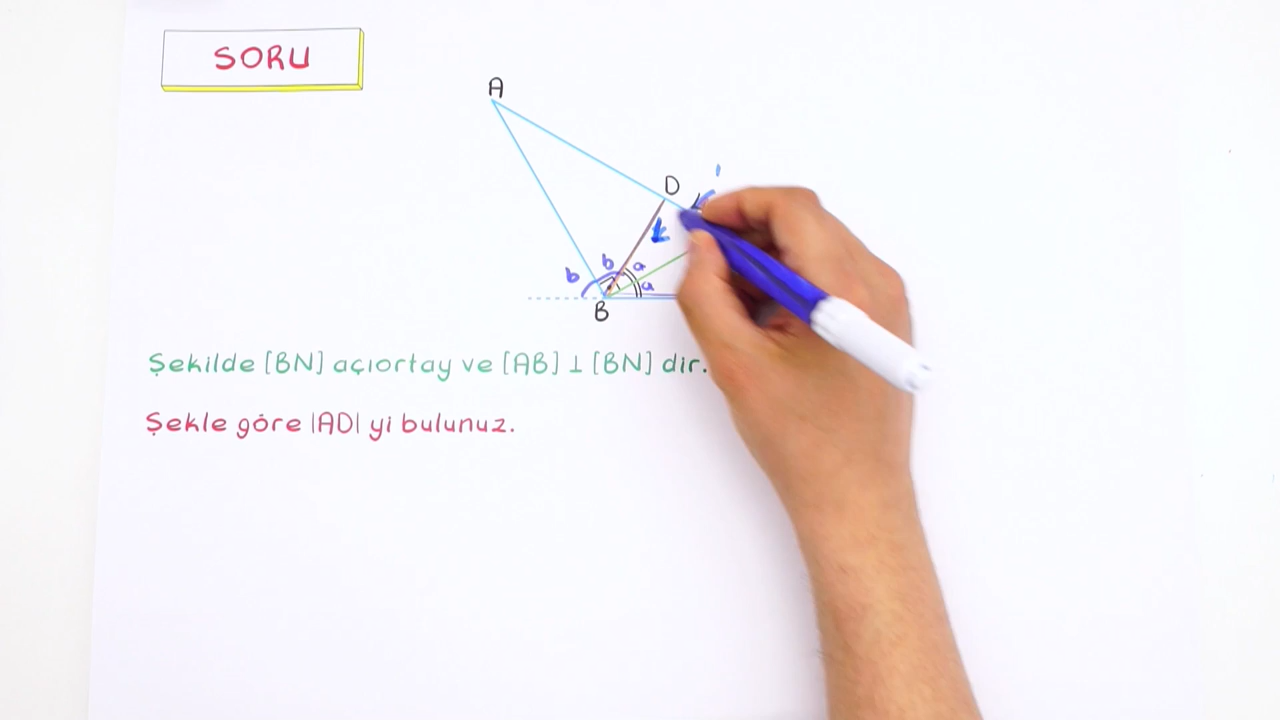 SORU
A
D
k
b b a
a
B
Şekilde [BN] açıortay ve [AB] ⊥ [BN] dir.
Şekle göre |AD| yi bulunuz.